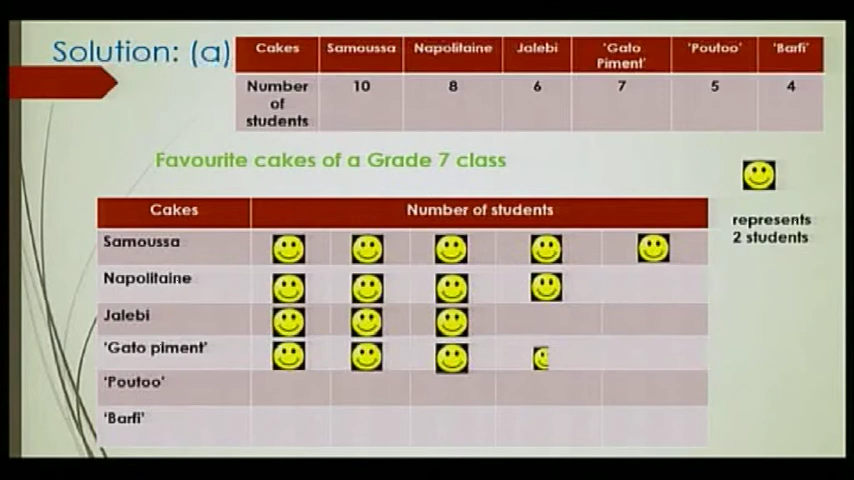 Solution: (a)
Cakes Samoussa Napolitaine Jalebi 'Gato Piment' 'Poutoo' 'Barfi'
Number of students 10 8 6 7 5 4
Favourite cakes of a Grade 7 class
represents
2 students
Cakes Number of students
Samoussa
Napolitaine
Jalebi
'Gato piment'
'Poutoo'
'Barfi'